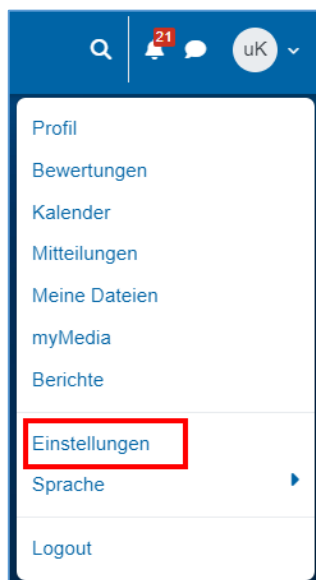 21
uK
Profil
Bewertungen
Kalender
Mitteilungen
Meine Dateien
myMedia
Berichte
Einstellungen
Sprache
Logout